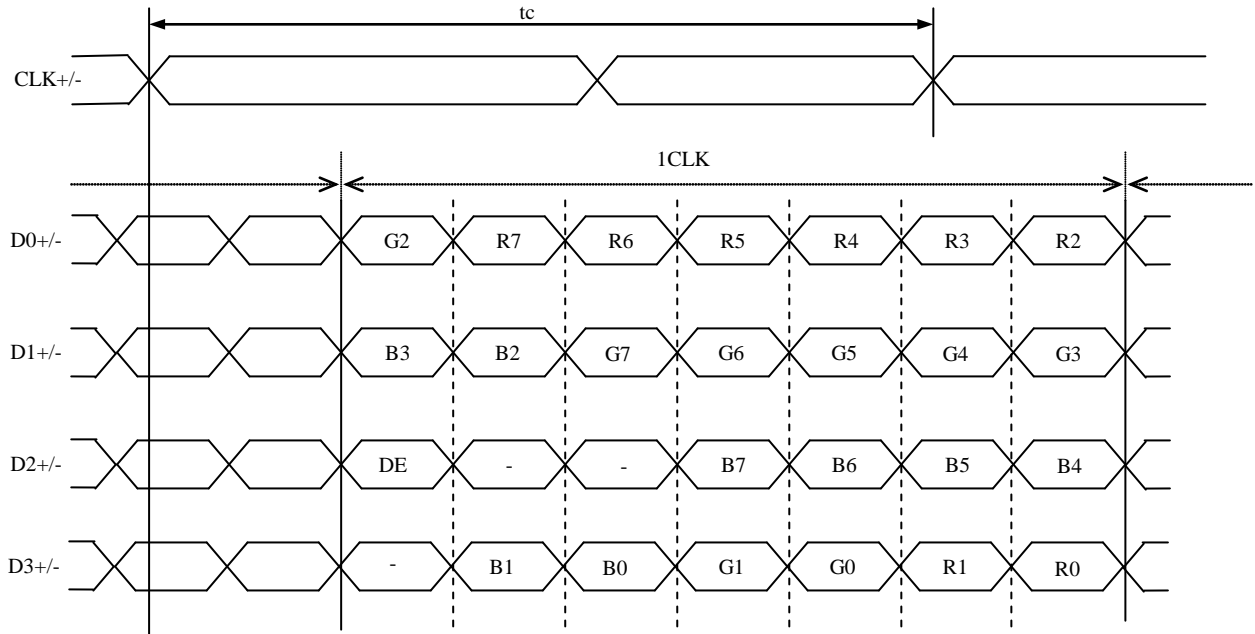 tc
CLK+/-
1CLK
D0+/- G2 R7 R6 R5 R4 R3 R2
D1+/- B3 B2 G7 G6 G5 G4 G3
D2+/- DE - - B7 B6 B5 B4
D3+/- - B1 B0 G1 G0 R1 R0